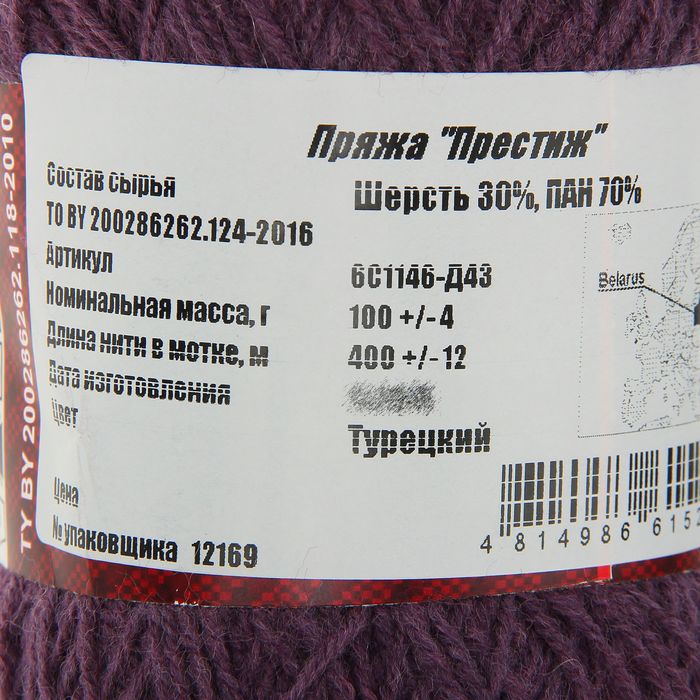 Пряжа "Престиж"
Состав сырья Шерсть 30%, ПАН 70%
ТО BY 200286262.124-2016
Артикул 6С1146-Д43
Номинальная масса, г 100 +/-4
Длина нити в мотке, м 400 +/-12
Дата изготовления
Цвет Турецкий
Цена
№ упаковщика 12169
Belarus
4 814986 615
TY BY 200286262.118-2010